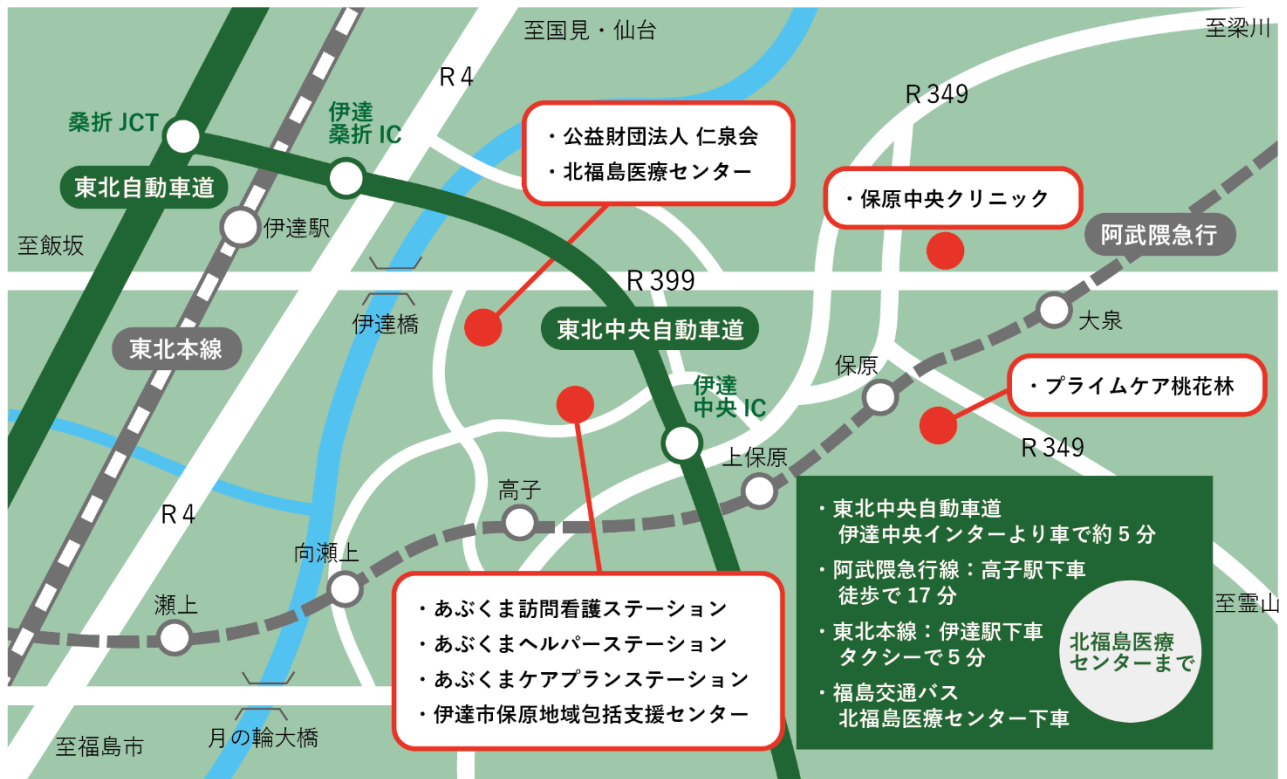 至国見・仙台
至梁川
R 4
R 349
桑折 JCT
伊達
桑折 IC
・公益財団法人 仁泉会
・北福島医療センター
東北自動車道
・保原中央クリニック
伊達駅
至飯坂
阿武隈急行
R 399
伊達橋
東北中央自動車道
大泉
東北本線
保原
伊達
中央 IC
・プライムケア桃花林
R 349
上保原
高子
R 4
向瀬上
瀬上
・東北中央自動車道
伊達中央インターより車で約 5 分
・阿武隈急行線：高子駅下車
徒歩で 17 分
・東北本線：伊達駅下車
タクシーで 5 分
・福島交通バス
北福島医療センター下車
北福島医療
センターまで
至霊山
・あぶくま訪問看護ステーション
・あぶくまヘルパーステーション
・あぶくまケアプランステーション
・伊達市保原地域包括支援センター
月の輪大橋
至福島市